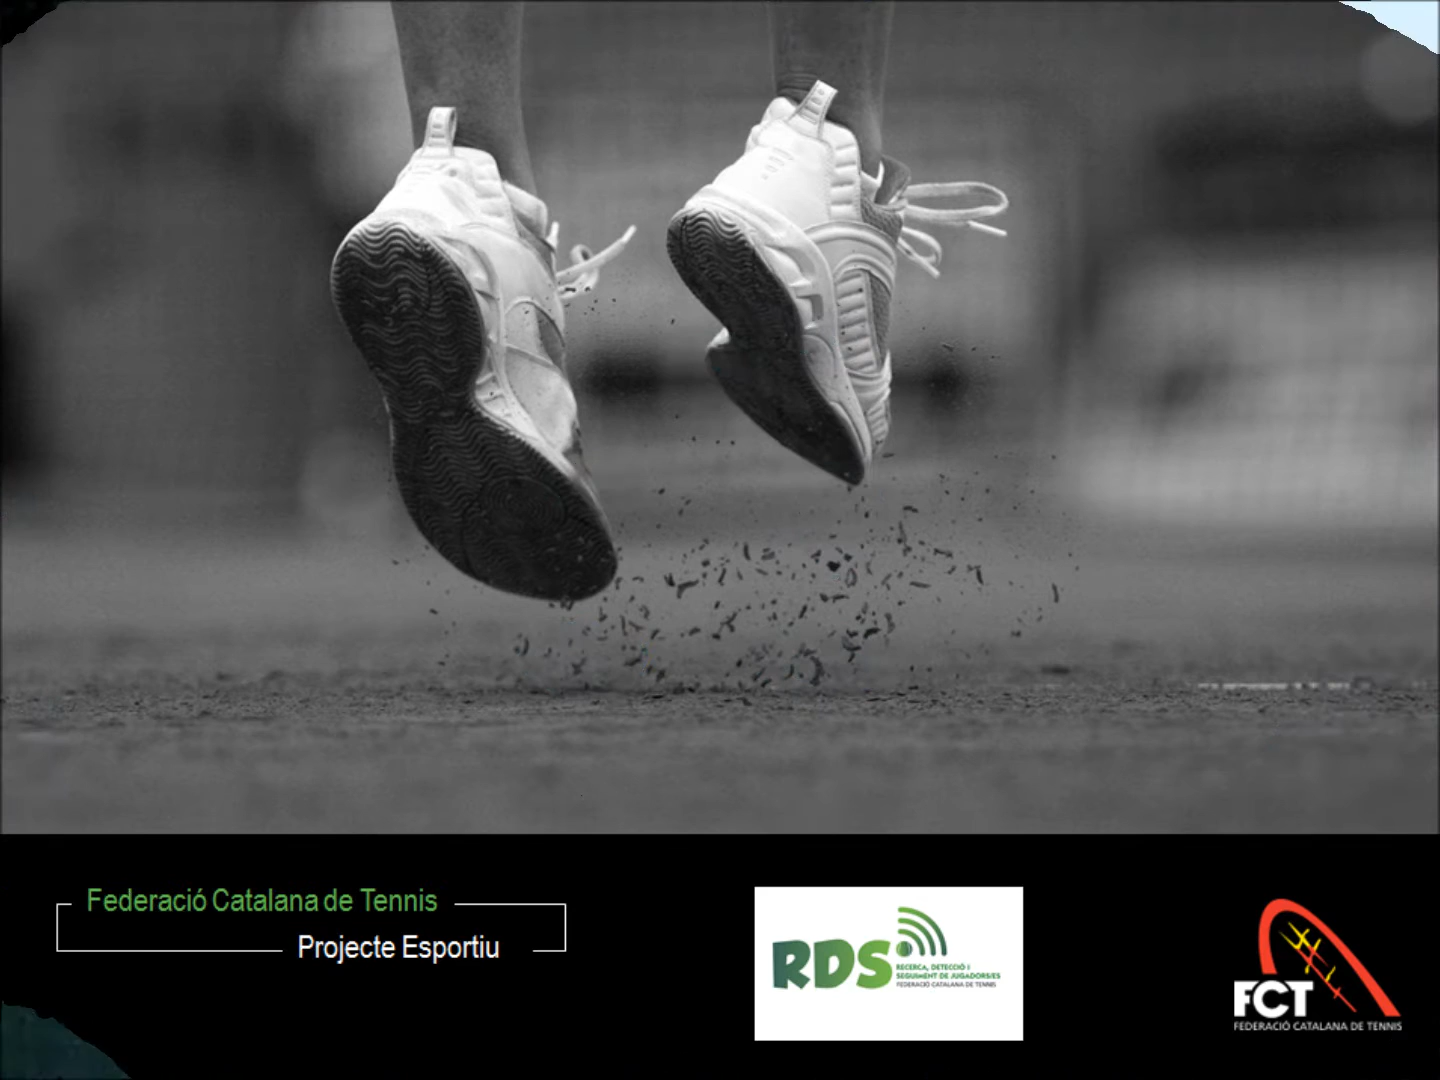 Federació Catalana de Tennis
Projecte Esportiu
RDS
RECERCA, DETECCIÓ I
SEGUIMENT DE JUGADORS/ES
FEDERACIÓ CATALANA DE TENNIS
FCT
FEDERACIÓ CATALANA DE TENNIS